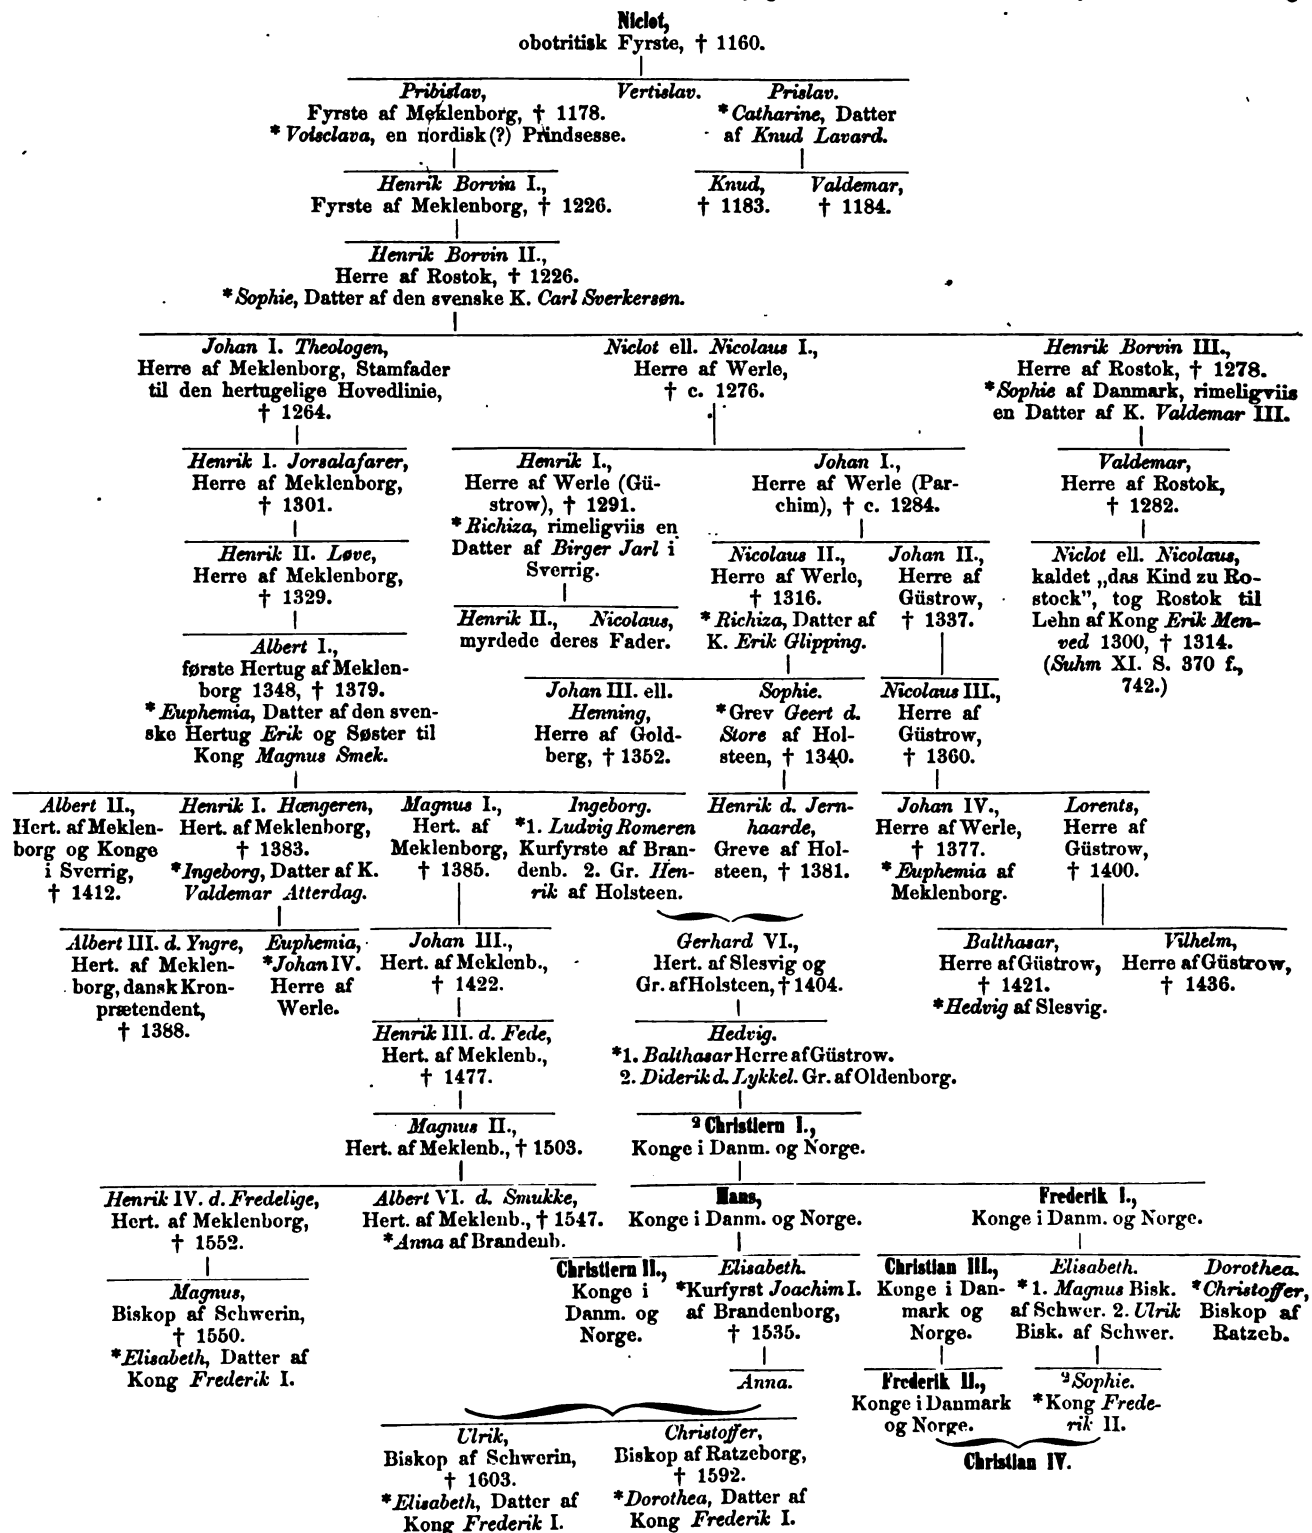 Niclot,
obotritisk Fyrste, † 1160.
Pribislav,
Fyrste af Meklenborg, † 1178.
* Voisclava, en nordisk (?) Prindsesse.
Vertislav.
Prislav.
* Catharine, Datter
af Knud Lavard.
Henrik Borvin I.,
Fyrste af Meklenborg, † 1226.
Knud,
† 1183.
Valdemar,
† 1184.
Henrik Borvin II.,
Herre af Rostok, † 1226.
* Sophie, Datter af den svenske K. Carl Sverkersøn.
Johan I. Theologen,
Herre af Meklenborg, Stamfader
til den hertugelige Hovedlinie,
† 1264.
Niclot ell. Nicolaus I.,
Herre af Werle,
† c. 1276.
Henrik Borvin III.,
Herre af Rostok, † 1278.
* Sophie af Danmark, rimeligviis
en Datter af K. Valdemar III.
Henrik I. Jorsalafarer,
Herre af Meklenborg,
† 1301.
Henrik I.,
Herre af Werle (Gü-
strow), † 1291.
* Richiza, rimeligviis en
Datter af Birger Jarl i
Sverrig.
Johan I.,
Herre af Werle (Par-
chim), † c. 1284.
Valdemar,
Herre af Rostok,
† 1282.
Henrik II. Løve,
Herre af Meklenborg,
† 1329.
Nicolaus II.,
Herre af Werle,
† 1316.
* Richiza, Datter af
K. Erik Glipping.
Johan II.,
Herre af
Güstrow,
† 1337.
Niclot ell. Nicolaus,
kaldet „das Kind zu Ro-
stock”, tog Rostok til
Lehn af Kong Erik Men-
ved 1300, † 1314.
(Suhm XI. S. 370 f.,
742.)
Henrik II., Nicolaus,
myrdede deres Fader.
Albert I.,
første Hertug af Meklen-
borg 1348, † 1379.
* Euphemia, Datter af den sven-
ske Hertug Erik og Søster til
Kong Magnus Smek.
Johan III. ell.
Henning,
Herre af Gold-
berg, † 1352.
Sophie.
* Grev Geert d.
Store af Hol-
steen, † 1340.
Nicolaus III.,
Herre af
Güstrow,
† 1360.
Albert II.,
Hert. af Meklen-
borg og Konge
i Sverrig,
† 1412.
Henrik I. Hængeren,
Hert. af Meklenborg,
† 1383.
* Ingeborg, Datter af K.
Valdemar Atterdag.
Magnus I.,
Hert. af
Meklenborg,
† 1385.
Ingeborg.
*1. Ludvig Romeren
Kurfyrste af Bran-
denb. 2. Gr. Hen-
rik af Holsteen.
Henrik d. Jern-
haarde,
Greve af Hol-
steen, † 1381.
Johan IV.,
Herre af Werle,
† 1377.
* Euphemia af
Meklenborg.
Lorents,
Herre af
Güstrow,
† 1400.
Albert III. d. Yngre,
Hert. af Meklen-
borg, dansk Kron-
prætendent,
† 1388.
Euphemia,
* Johan IV.
Herre af
Werle.
Johan III.,
Hert. af Meklenb.,
† 1422.
Gerhard VI.,
Hert. af Slesvig og
Gr. af Holsteen, † 1404.
Balthasar,
Herre af Güstrow,
† 1421.
* Hedvig af Slesvig.
Vilhelm,
Herre af Güstrow,
† 1436.
Henrik III. d. Fede,
Hert. af Meklenb.,
† 1477.
Hedvig.
*1. Balthasar Herre af Güstrow.
2. Diderik d. Lykkel. Gr. af Oldenborg.
Magnus II.,
Hert. af Meklenb., † 1503.
² Christiern I.,
Konge i Danm. og Norge.
Henrik IV. d. Fredelige,
Hert. af Meklenborg,
† 1552.
Albert VI. d. Smukke,
Hert. af Meklenb., † 1547.
* Anna af Brandenb.
Hans,
Konge i Danm. og Norge.
Frederik I.,
Konge i Danm. og Norge.
Magnus,
Biskop af Schwerin,
† 1550.
* Elisabeth, Datter af
Kong Frederik I.
Christiern II.,
Konge i
Danm. og
Norge.
Elisabeth.
* Kurfyrst Joachim I.
af Brandenborg,
† 1535.
Christian III.,
Konge i Dan-
mark og
Norge.
Elisabeth.
* 1. Magnus Bisk.
af Schwer. 2. Ulrik
Bisk. af Schwer.
Dorothea.
* Christoffer,
Biskop af
Ratzeb.
Anna.
Frederik II.,
Konge i Danmark
og Norge.
² Sophie.
* Kong Frede-
rik II.
Ulrik,
Biskop af Schwerin,
† 1603.
* Elisabeth, Datter af
Kong Frederik I.
Christoffer,
Biskop af Ratzeborg,
† 1592.
* Dorothea, Datter af
Kong Frederik I.
Christian IV.